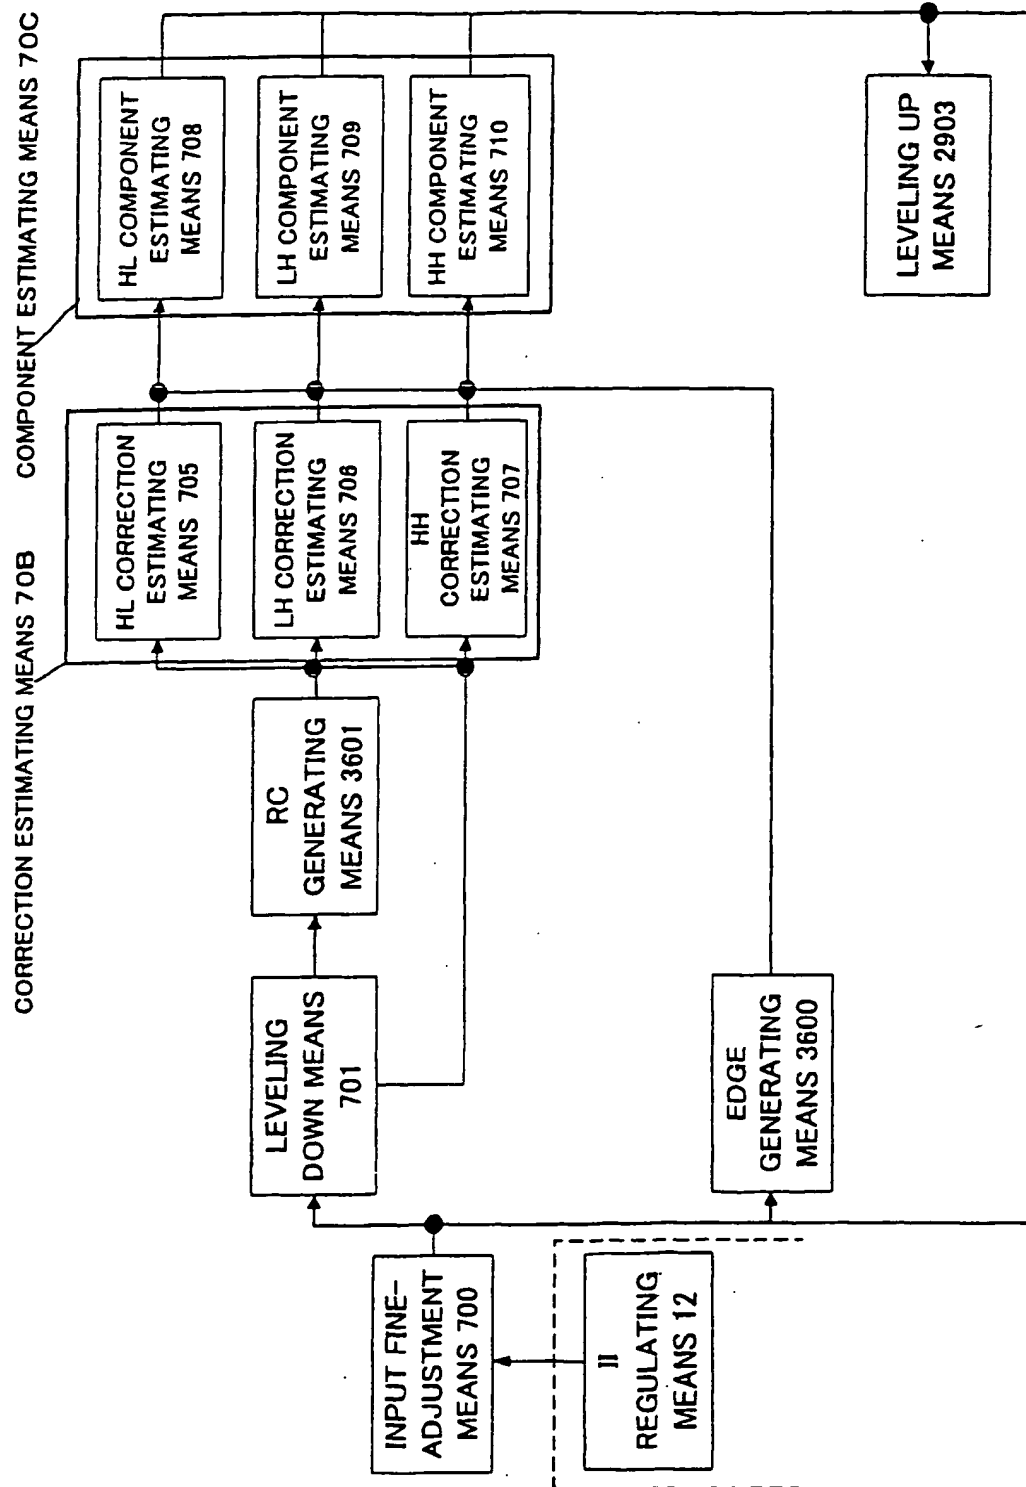 CORRECTION ESTIMATING MEANS 70B
COMPONENT ESTIMATING MEANS 70C
HL CORRECTION
ESTIMATING
MEANS 705
HL COMPONENT
ESTIMATING
MEANS 708
LEVELING
DOWN MEANS
701
RC
GENERATING
MEANS 3601
LH CORRECTION
ESTIMATING
MEANS 706
LH COMPONENT
ESTIMATING
MEANS 709
INPUT FINE-
ADJUSTMENT
MEANS 700
HH
CORRECTION
ESTIMATING
MEANS 707
HH COMPONENT
ESTIMATING
MEANS 710
II
REGULATING
MEANS 12
EDGE
GENERATING
MEANS 3600
LEVELING UP
MEANS 2903